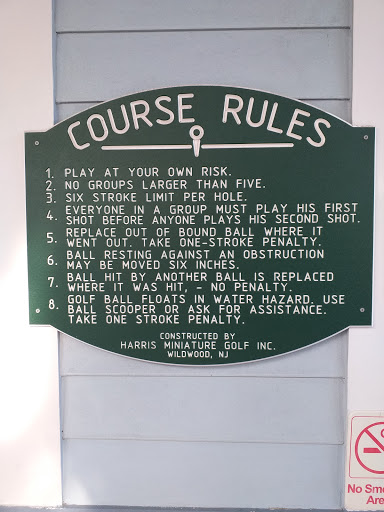 COURSE RULES
1. PLAY AT YOUR OWN RISK.
2. NO GROUPS LARGER THAN FIVE.
3. SIX STROKE LIMIT PER HOLE.
4. EVERYONE IN A GROUP MUST PLAY HIS FIRST
SHOT BEFORE ANYONE PLAYS HIS SECOND SHOT.
5. REPLACE OUT OF BOUND BALL WHERE IT
WENT OUT. TAKE ONE-STROKE PENALTY.
6. BALL RESTING AGAINST AN OBSTRUCTION
MAY BE MOVED SIX INCHES.
7. BALL HIT BY ANOTHER BALL IS REPLACED
WHERE IT WAS HIT, - NO PENALTY.
8. GOLF BALL FLOATS IN WATER HAZARD. USE
BALL SCOOPER OR ASK FOR ASSISTANCE.
TAKE ONE STROKE PENALTY.
CONSTRUCTED BY
HARRIS MINIATURE GOLF INC.
WILDWOOD, NJ
No Smo
Are